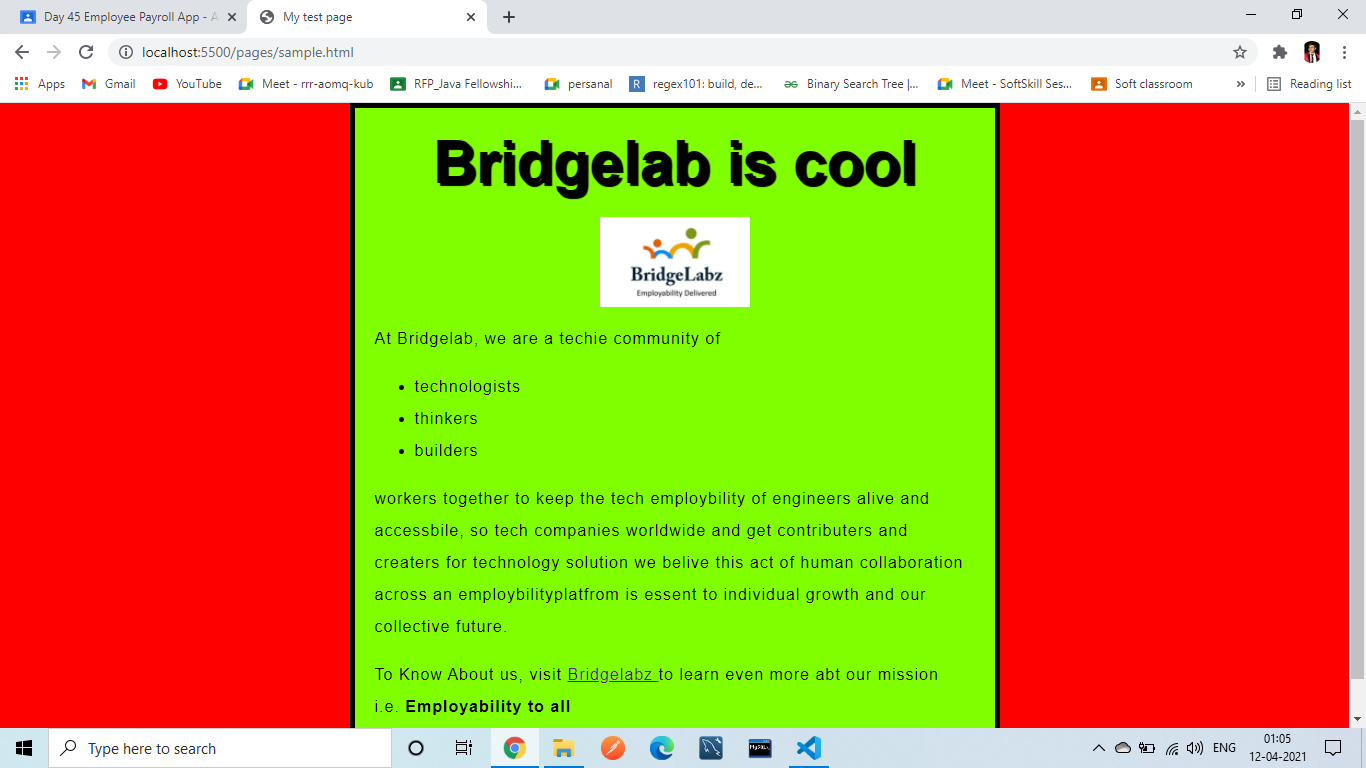 Day 45 Employee Payroll App - A
My test page
localhost:5500/pages/sample.html
Apps
Gmail
YouTube
Meet - rrr-aomq-kub
RFP_Java Fellowshi...
persanal
R
regex101: build, de...
Binary Search Tree |...
Meet - SoftSkill Ses...
Soft classroom
»
Reading list
Bridgelab is cool
BridgeLabz
Employability Delivered
At Bridgelab, we are a techie community of
• technologists
• thinkers
• builders
workers together to keep the tech employbility of engineers alive and
accessbile, so tech companies worldwide and get contributers and
creaters for technology solution we belive this act of human collaboration
across an employbilityplatfrom is essent to individual growth and our
collective future.
To Know About us, visit Bridgelabz to learn even more abt our mission
i.e. Employability to all
Type here to search
ENG
01:05
12-04-2021